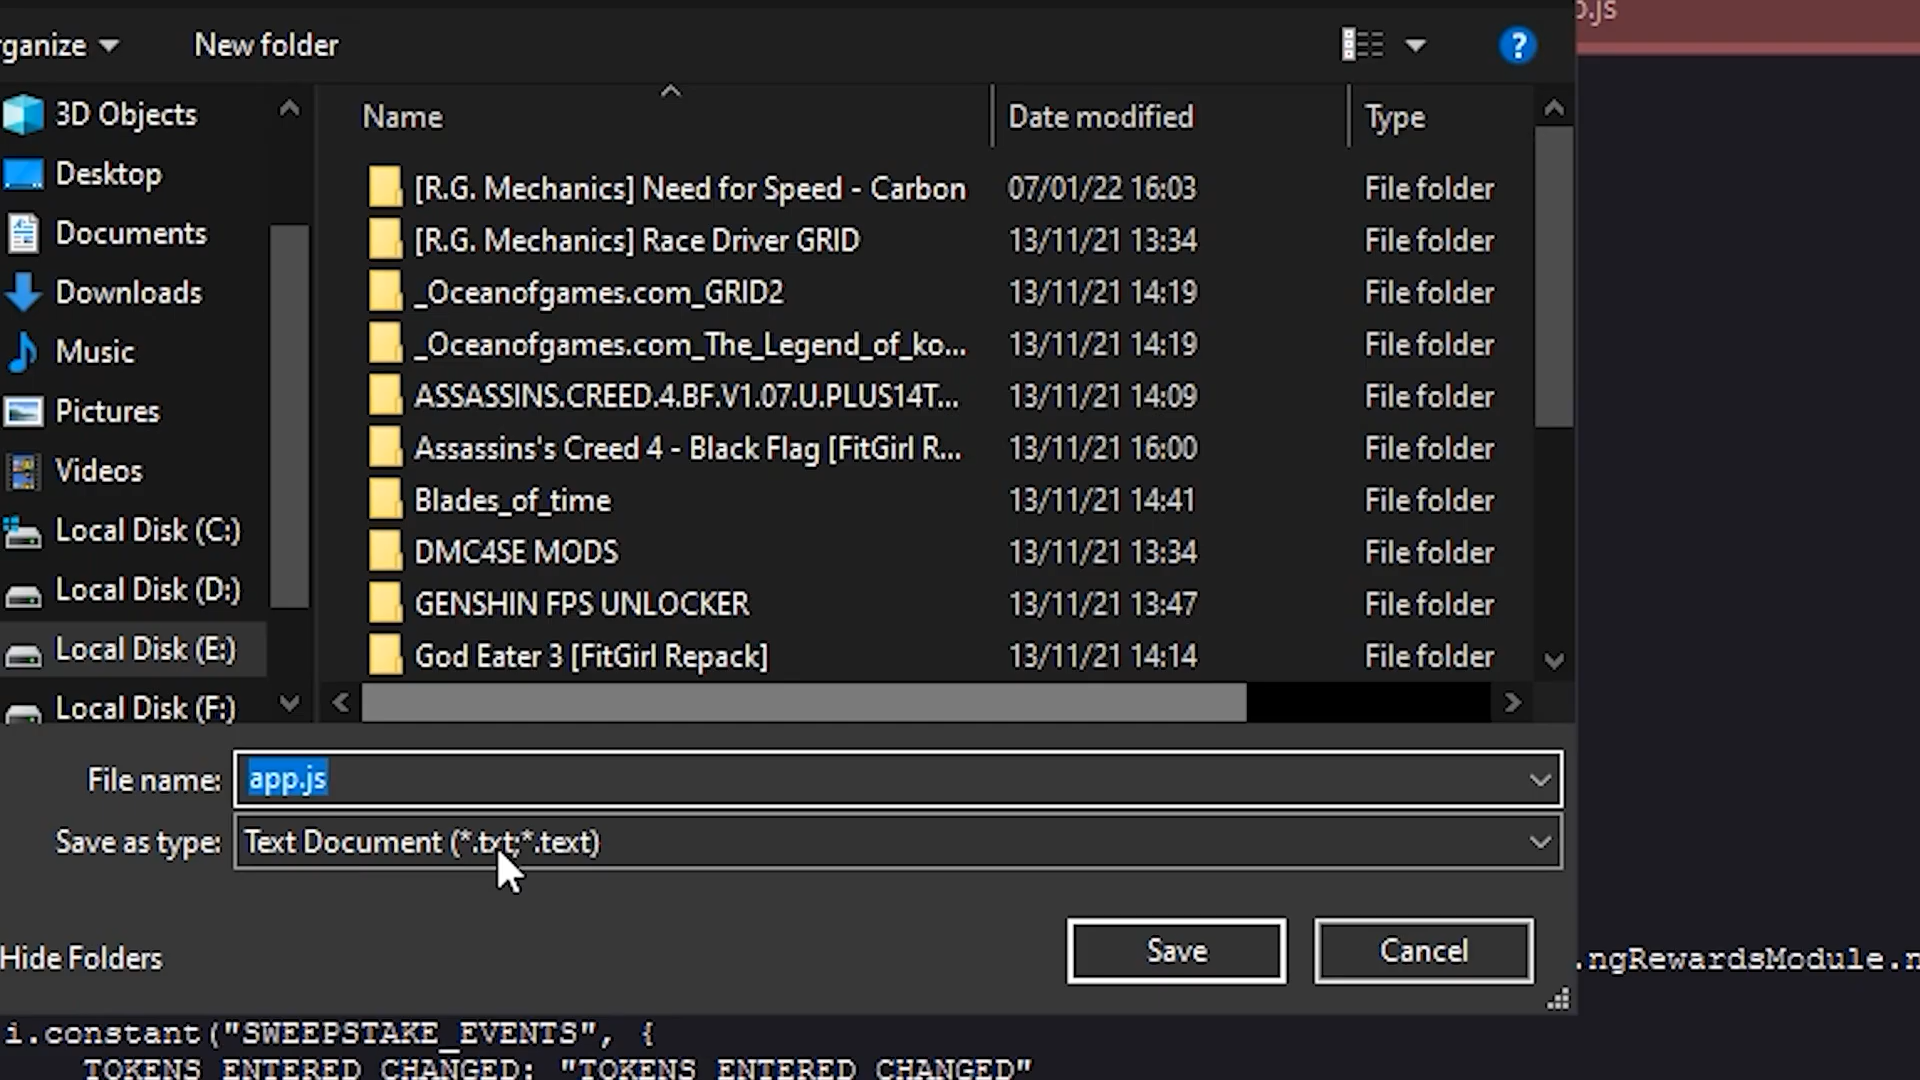 o.js
rganize
New folder
3D Objects
Desktop
Documents
Downloads
Music
Pictures
Videos
Local Disk (C:)
Local Disk (D:)
Local Disk (E:)
Local Disk (F:)
Name Date modified Type
[R.G. Mechanics] Need for Speed - Carbon 07/01/22 16:03 File folder
[R.G. Mechanics] Race Driver GRID 13/11/21 13:34 File folder
_Oceanofgames.com_GRID2 13/11/21 14:19 File folder
_Oceanofgames.com_The_Legend_of_ko... 13/11/21 14:19 File folder
ASSASSINS.CREED.4.BF.V1.07.U.PLUS14T... 13/11/21 14:09 File folder
Assassins's Creed 4 - Black Flag [FitGirl R... 13/11/21 16:00 File folder
Blades_of_time 13/11/21 14:41 File folder
DMC4SE MODS 13/11/21 13:34 File folder
GENSHIN FPS UNLOCKER 13/11/21 13:47 File folder
God Eater 3 [FitGirl Repack] 13/11/21 14:14 File folder
File name: app.js
Save as type: Text Document (*.txt;*.text)
Hide Folders
Save
Cancel
.ngRewardsModule.n
i.constant("SWEEPSTAKE_EVENTS", {
TOKENS_ENTERED_CHANGED: "TOKENS_ENTERED_CHANGED"